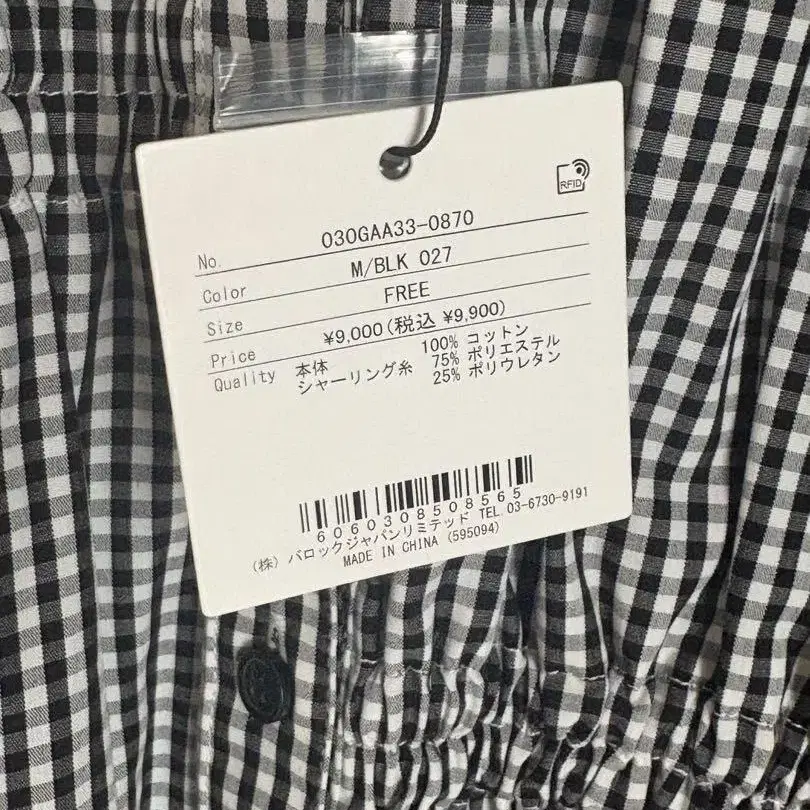 RFID
No. 030GAA33-0870
Color M/BLK 027
Size FREE
Price ¥9,000(税込 ¥9,900)
Quality 本体 100% コットン
シャーリング糸 75% ポリエステル
25% ポリウレタン
6060308508565
(株) バロックジャパンリミテッド TEL.03-6730-9191
MADE IN CHINA (595094)